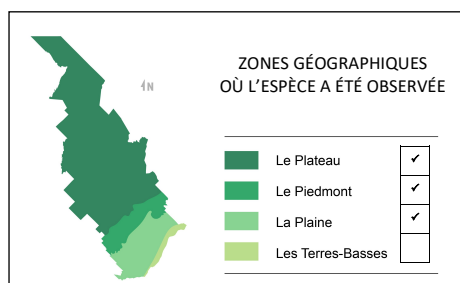 ZONES GÉOGRAPHIQUES
OÙ L'ESPÈCE A ÉTÉ OBSERVÉE
N
Le Plateau ✓
Le Piedmont ✓
La Plaine ✓
Les Terres-Basses